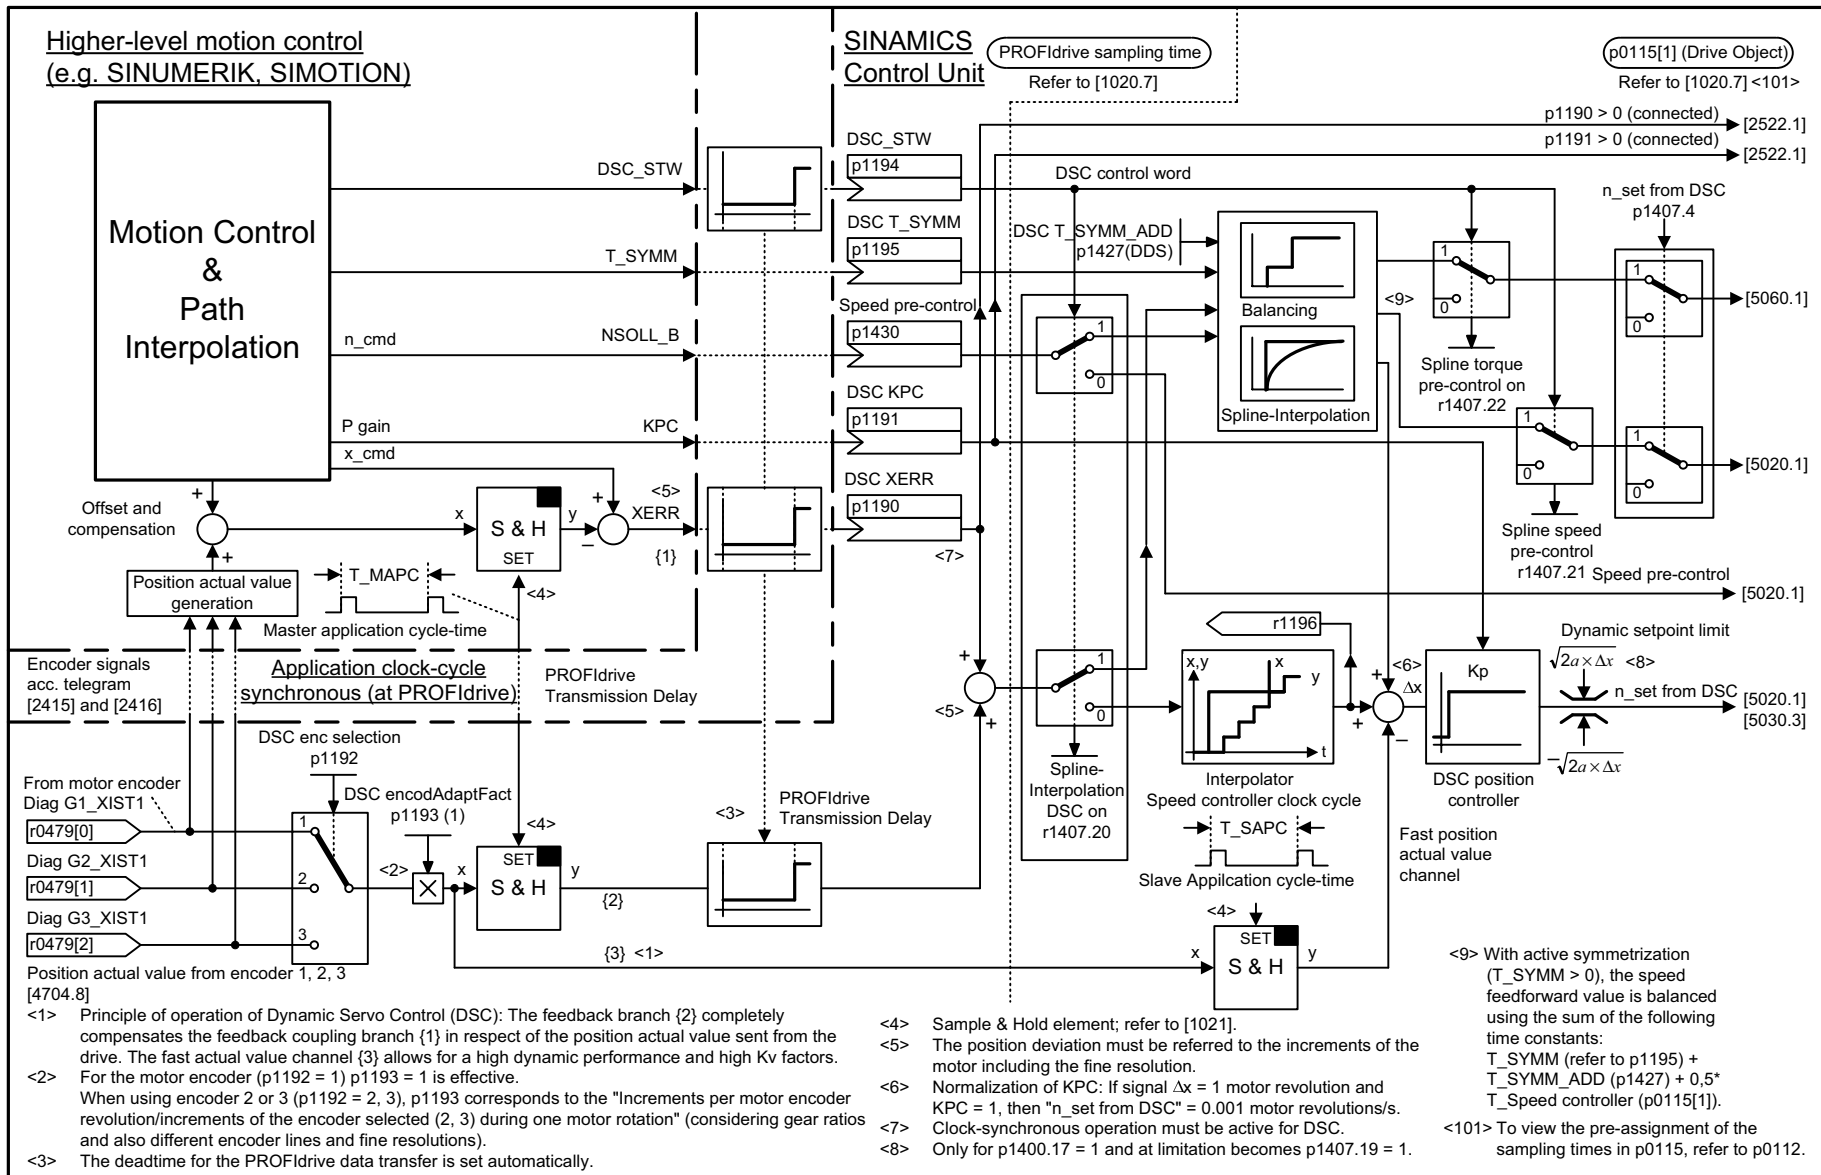 Higher-level motion control
(e.g. SINUMERIK, SIMOTION)
SINAMICS
Control Unit
PROFIdrive sampling time
Refer to [1020.7]
p0115[1] (Drive Object)
Refer to [1020.7] <101>
p1190 > 0 (connected)
[2522.1]
p1191 > 0 (connected)
[2522.1]
Motion Control
&
Path
Interpolation
DSC_STW
DSC_STW
p1194
DSC control word
n_set from DSC
p1407.4
T_SYMM
DSC T_SYMM
p1195
DSC T_SYMM_ADD
p1427(DDS)
Balancing
Spline-Interpolation
<9>
1
0
1
0
[5060.1]
n_cmd
NSOLL_B
Speed pre-control
p1430
1
0
Spline torque
pre-control on
r1407.22
P gain
KPC
DSC KPC
p1191
1
0
1
0
[5020.1]
x_cmd
Offset and
compensation
+
+
x
S & H
SET
y
+
–
<5>
XERR
{1}
DSC XERR
p1190
<7>
Spline speed
pre-control
r1407.21
Speed pre-control
[5020.1]
Position actual value
generation
T_MAPC
<4>
Master application cycle-time
r1196
Encoder signals
acc. telegram
[2415] and [2416]
Application clock-cycle
synchronous (at PROFIdrive)
PROFIdrive
Transmission Delay
+
<5>
+
1
0
x,y
x
y
t
+
+
–
<6>
Δx
Kp
Dynamic setpoint limit
√2a × Δx
<8>
n_set from DSC
[5020.1]
[5030.3]
–√2a × Δx
DSC enc selection
p1192
From motor encoder
Diag G1_XIST1
r0479[0]
Diag G2_XIST1
r0479[1]
Diag G3_XIST1
r0479[2]
1
2
3
Position actual value from encoder 1, 2, 3
[4704.8]
DSC encodAdaptFact
p1193 (1)
<2>
×
x
<4>
SET
S & H
y
{2}
<3>
PROFIdrive
Transmission Delay
Spline-
Interpolation
DSC on
r1407.20
Interpolator
Speed controller clock cycle
T_SAPC
Slave Appilcation cycle-time
DSC position
controller
Fast position
actual value
channel
{3} <1>
<4>
x
SET
S & H
y
<1> Principle of operation of Dynamic Servo Control (DSC): The feedback branch {2} completely
compensates the feedback coupling branch {1} in respect of the position actual value sent from the
drive. The fast actual value channel {3} allows for a high dynamic performance and high Kv factors.
<2> For the motor encoder (p1192 = 1) p1193 = 1 is effective.
When using encoder 2 or 3 (p1192 = 2, 3), p1193 corresponds to the "Increments per motor encoder
revolution/increments of the encoder selected (2, 3) during one motor rotation" (considering gear ratios
and also different encoder lines and fine resolutions).
<3> The deadtime for the PROFIdrive data transfer is set automatically.
<4> Sample & Hold element; refer to [1021].
<5> The position deviation must be referred to the increments of the
motor including the fine resolution.
<6> Normalization of KPC: If signal Δx = 1 motor revolution and
KPC = 1, then "n_set from DSC" = 0.001 motor revolutions/s.
<7> Clock-synchronous operation must be active for DSC.
<8> Only for p1400.17 = 1 and at limitation becomes p1407.19 = 1.
<9> With active symmetrization
(T_SYMM > 0), the speed
feedforward value is balanced
using the sum of the following
time constants:
T_SYMM (refer to p1195) +
T_SYMM_ADD (p1427) + 0,5*
T_Speed controller (p0115[1]).
<101> To view the pre-assignment of the
sampling times in p0115, refer to p0112.